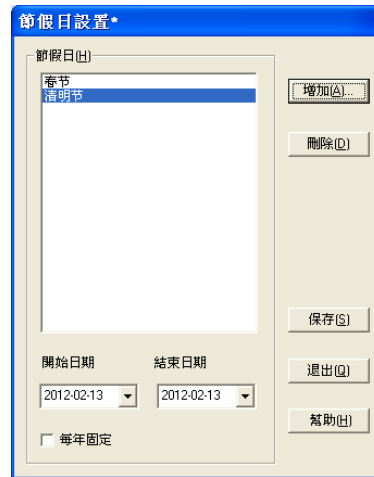 節假日設置*
節假日(H)
春节
清明节
增加(A)...
刪除(D)
保存(S)
開始日期 結束日期
退出(Q)
2012-02-13 2012-02-13
幫助(H)
每年固定